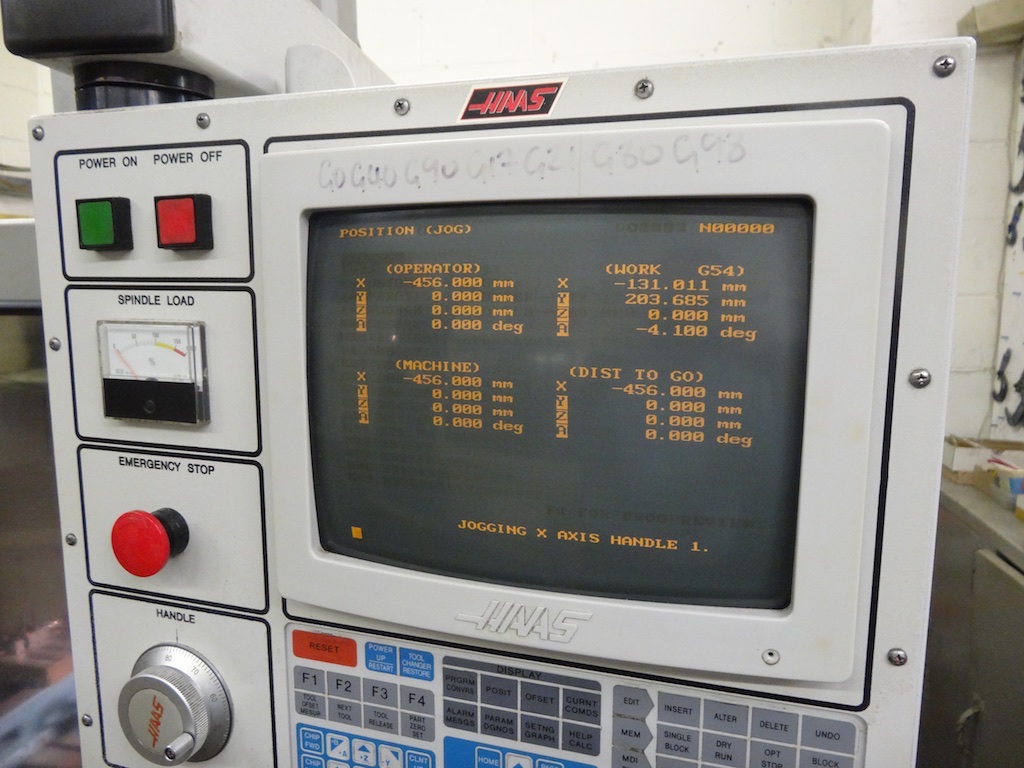 HAAS
G0 G40 G90 G17 G21 G80 G98
POWER ON POWER OFF
POSITION (JOG) N00000
(OPERATOR) (WORK G54)
X -456.000 mm X -131.011 mm
Y 0.000 mm Y 203.685 mm
Z 0.000 mm Z 0.000 mm
0.000 deg -4.100 deg
SPINDLE LOAD
%
(MACHINE) (DIST TO GO)
X -456.000 mm X -456.000 mm
Y 0.000 mm Y 0.000 mm
Z 0.000 mm Z 0.000 mm
0.000 deg 0.000 deg
EMERGENCY STOP
JOGGING X AXIS HANDLE 1.
HAAS
HANDLE
80 70
HAAS
RESET
POWER UP RESTART
TOOL CHANGER RESTORE
DISPLAY
F1 F2 F3 F4
TOOL OFSET MESUR
NEXT TOOL
TOOL RELEASE
PART ZERO SET
PRGRM CONVRS
POSIT
OFSET
CURNT COMDS
ALARM MESGS
PARAM DGNOS
SETNG GRAPH
HELP CALC
EDIT
INSERT
ALTER
DELETE
UNDO
MEM
SINGLE BLOCK
DRY RUN
OPT STOP
BLOCK
MDI
CHIP FWD
HOME
CHIP